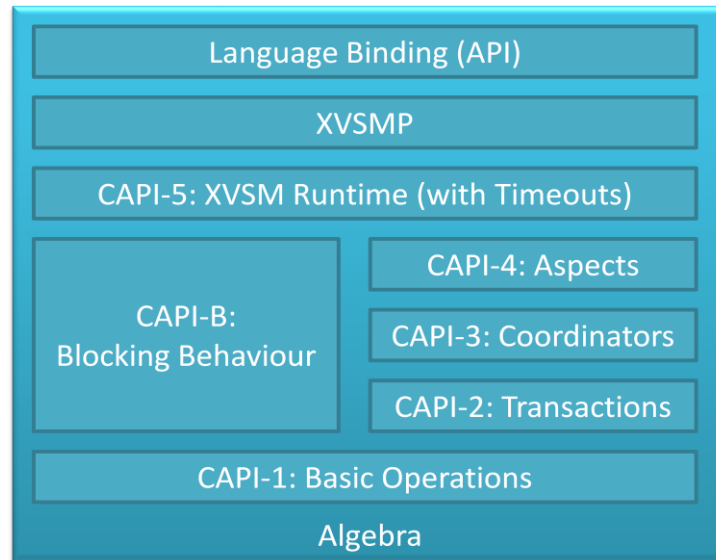 Language Binding (API)
XVSMP
CAPI-5: XVSM Runtime (with Timeouts)
CAPI-B:
Blocking Behaviour
CAPI-4: Aspects
CAPI-3: Coordinators
CAPI-2: Transactions
CAPI-1: Basic Operations
Algebra